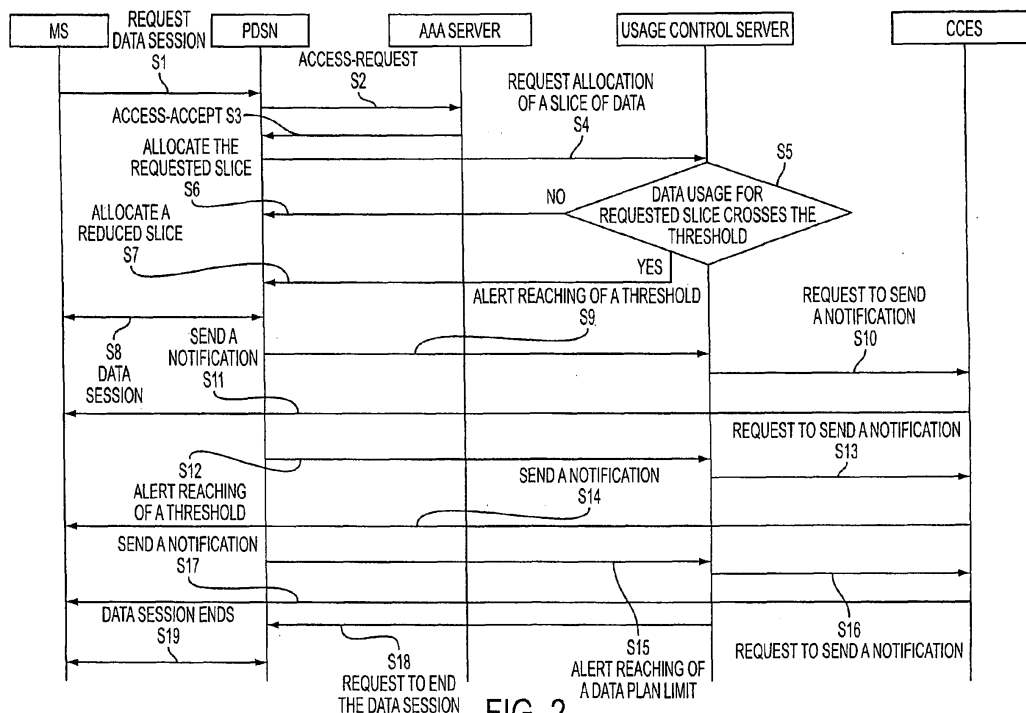 MS
PDSN
AAA SERVER
USAGE CONTROL SERVER
CCES
REQUEST
DATA SESSION
S1
ACCESS-REQUEST
S2
ACCESS-ACCEPT S3
REQUEST ALLOCATION
OF A SLICE OF DATA
S4
S5
DATA USAGE FOR
REQUESTED SLICE CROSSES THE
THRESHOLD
NO
YES
ALLOCATE THE
REQUESTED SLICE
S6
ALLOCATE A
REDUCED SLICE
S7
S8
DATA
SESSION
ALERT REACHING OF A THRESHOLD
S9
REQUEST TO SEND
A NOTIFICATION
S10
SEND A
NOTIFICATION
S11
S12
ALERT REACHING
OF A THRESHOLD
REQUEST TO SEND A NOTIFICATION
S13
SEND A NOTIFICATION
S14
S15
ALERT REACHING OF
A DATA PLAN LIMIT
S16
REQUEST TO SEND A NOTIFICATION
SEND A NOTIFICATION
S17
S18
REQUEST TO END
THE DATA SESSION
DATA SESSION ENDS
S19
FIG. 2